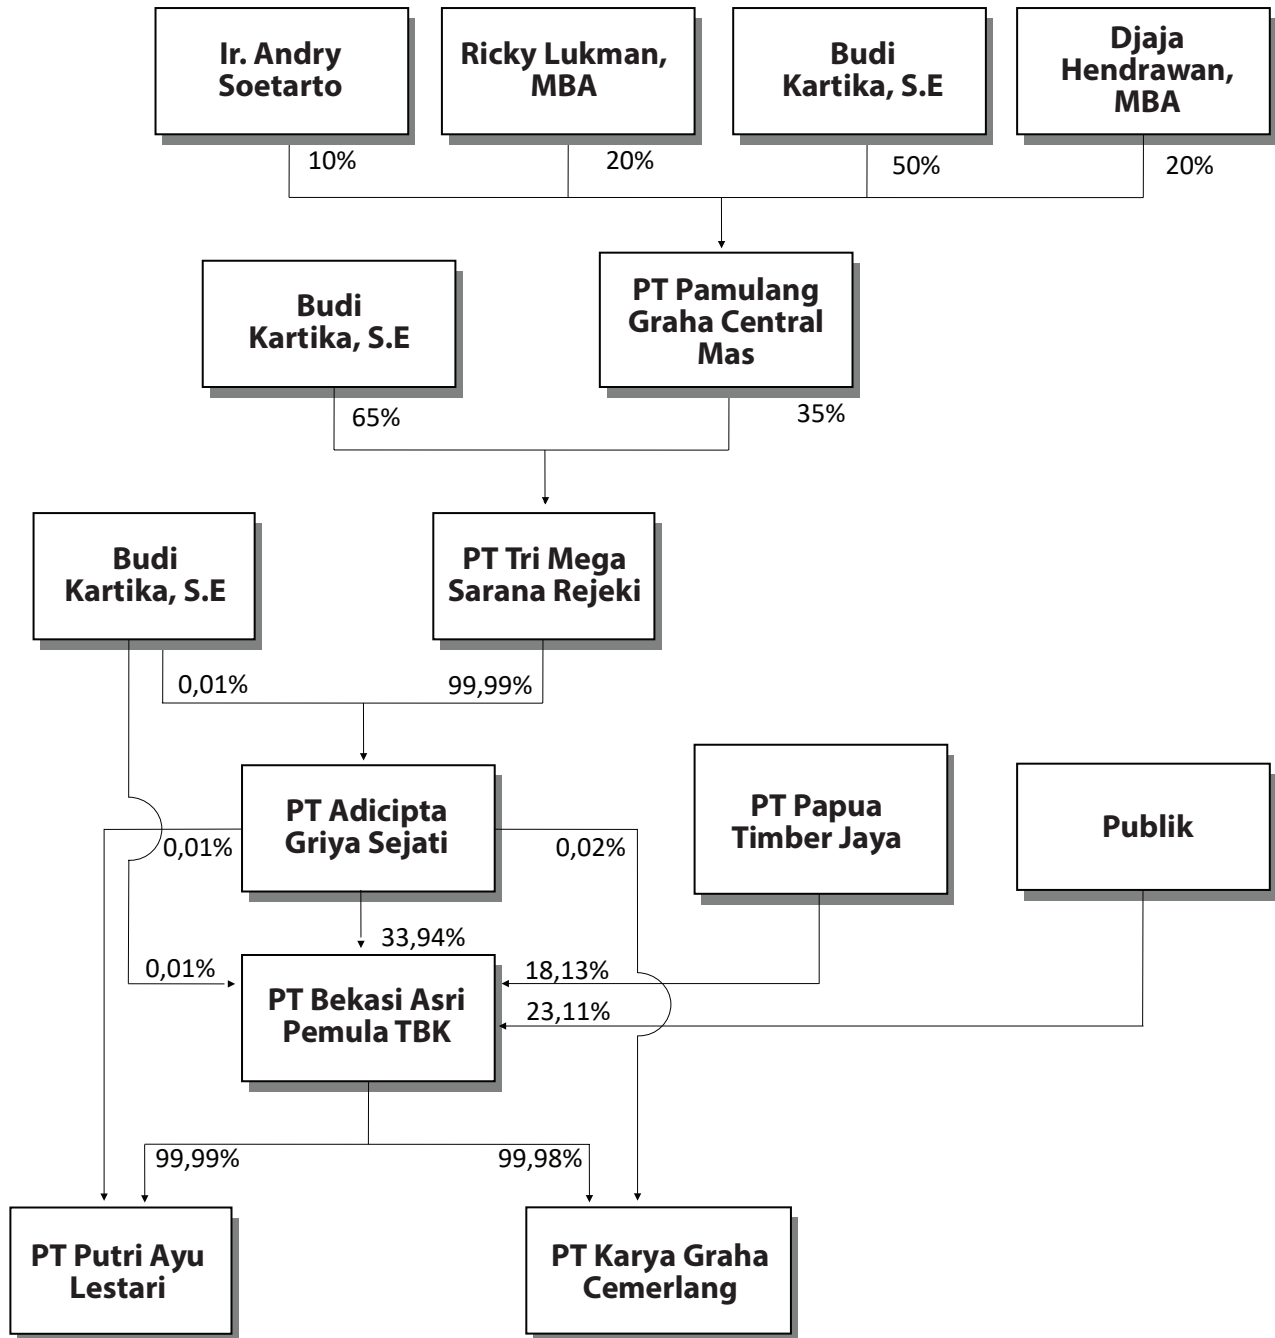 Ir. Andry
Soetarto
Ricky Lukman,
MBA
Budi
Kartika, S.E
Djaja
Hendrawan,
MBA
10%
20%
50%
20%
Budi
Kartika, S.E
PT Pamulang
Graha Central
Mas
65%
35%
Budi
Kartika, S.E
PT Tri Mega
Sarana Rejeki
0,01%
99,99%
PT Adicipta
Griya Sejati
PT Papua
Timber Jaya
Publik
0,01%
0,02%
33,94%
0,01%
18,13%
23,11%
PT Bekasi Asri
Pemula TBK
99,99%
99,98%
PT Putri Ayu
Lestari
PT Karya Graha
Cemerlang